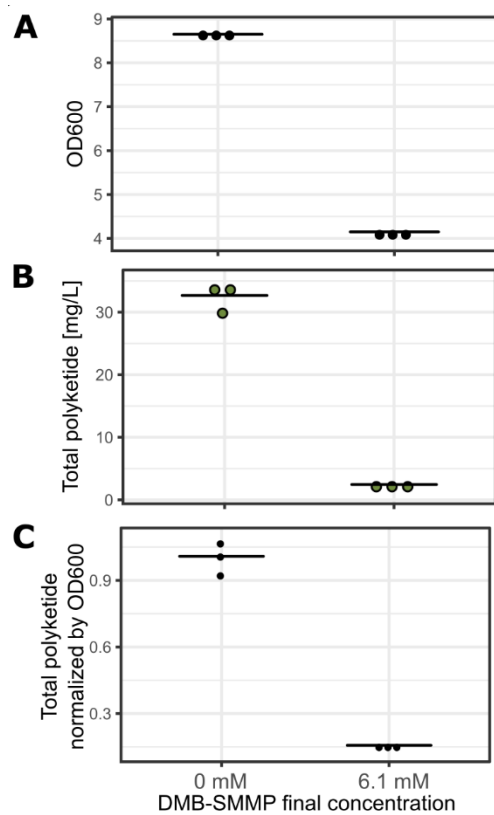 A
OD600
9
8
7
6
5
4
B
Total polyketide [mg/L]
30
20
10
0
C
Total polyketide
normalized by OD600
0.9
0.6
0.3
0 mM 6.1 mM
DMB-SMMP final concentration